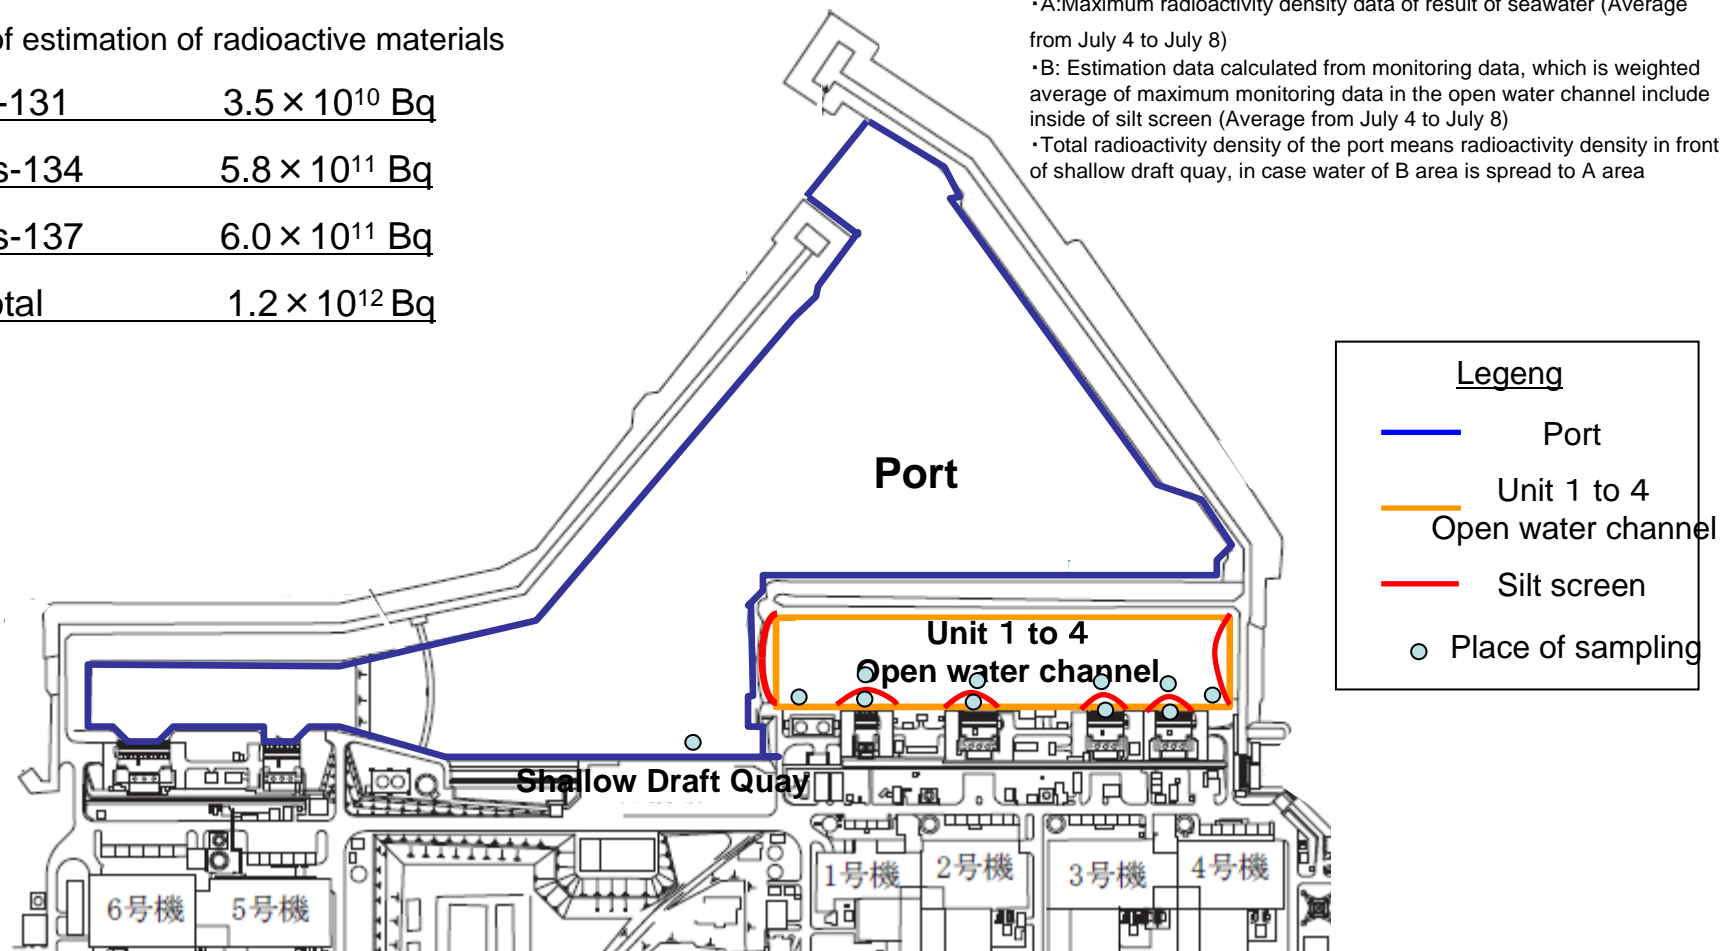 of estimation of radioactive materials
-131 3.5×10¹⁰ Bq
s-134 5.8×10¹¹ Bq
s-137 6.0×10¹¹ Bq
otal 1.2×10¹² Bq
・A:Maximum radioactivity density data of result of seawater (Average
from July 4 to July 8)
・B: Estimation data calculated from monitoring data, which is weighted
average of maximum monitoring data in the open water channel include
inside of silt screen (Average from July 4 to July 8)
・Total radioactivity density of the port means radioactivity density in front
of shallow draft quay, in case water of B area is spread to A area
Legeng
Port
Unit 1 to 4
Open water channel
Silt screen
Place of sampling
Port
Unit 1 to 4
Open water channel
Shallow Draft Quay
6号機
5号機
1号機
2号機
3号機
4号機